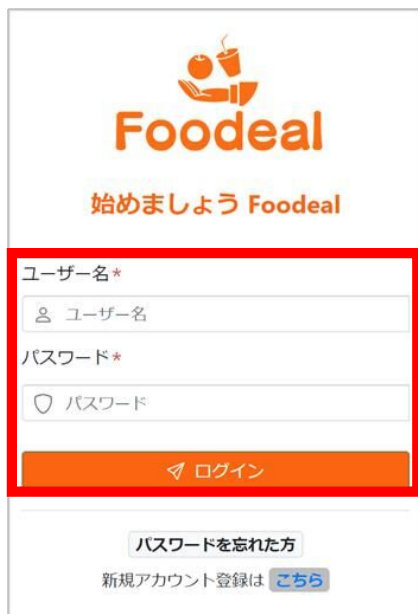 Foodeal
始めましょう Foodeal
ユーザー名*
ユーザー名
パスワード*
パスワード
ログイン
パスワードを忘れた方
新規アカウント登録は こちら